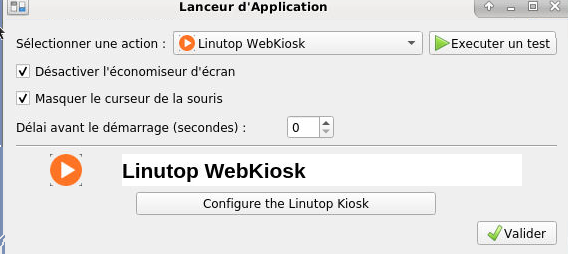 Lanceur d'Application
Sélectionner une action : Linutop WebKiosk Executer un test
Désactiver l'économiseur d'écran
Masquer le curseur de la souris
Délai avant le démarrage (secondes) : 0
Linutop WebKiosk
Configure the Linutop Kiosk
Valider